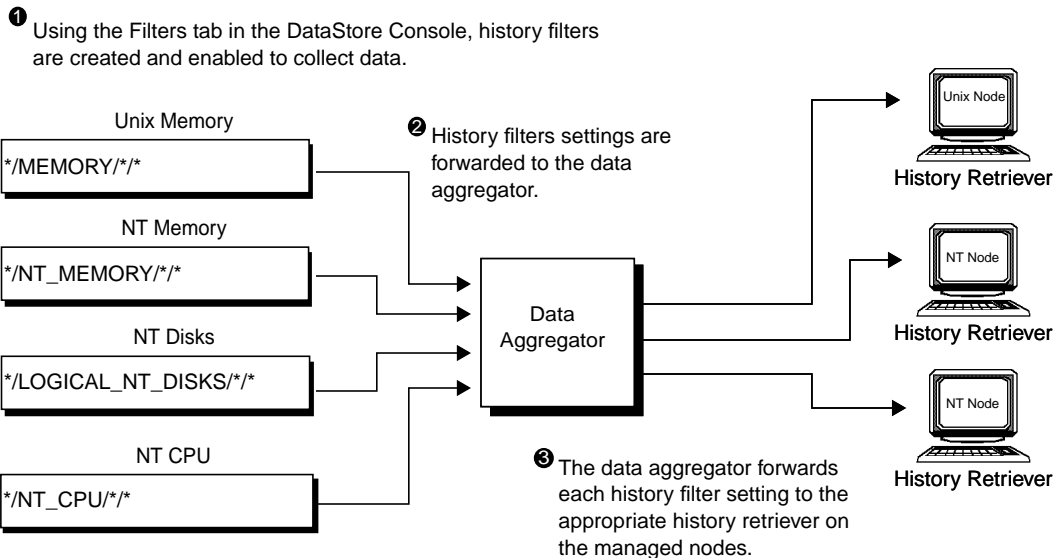 ❶
Using the Filters tab in the DataStore Console, history filters
are created and enabled to collect data.
Unix Memory
*/MEMORY/*/*
NT Memory
*/NT_MEMORY/*/*
NT Disks
*/LOGICAL_NT_DISKS/*/*
NT CPU
*/NT_CPU/*/*
❷
History filters settings are
forwarded to the data
aggregator.
Data
Aggregator
❸
The data aggregator forwards
each history filter setting to the
appropriate history retriever on
the managed nodes.
Unix Node
History Retriever
NT Node
History Retriever
NT Node
History Retriever